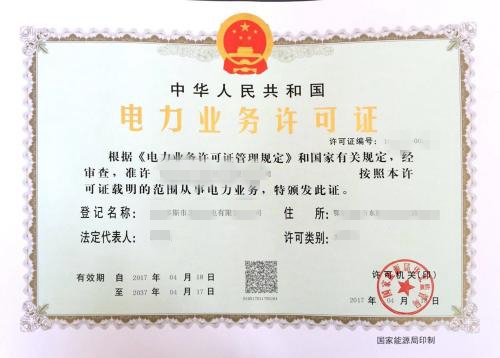 中华人民共和国
电力业务许可证
许可证编号:
根据《电力业务许可证管理规定》和国家有关规定,经
审查,准许 按照本许
可证载明的范围从事电力业务,特颁发此证。
登记名称: 斯市 电有限 司 住 所:
法定代表人: 许可类别:
有效期 自 2017 年 04 月 18 日
至 2037 年 04 月 17 日
许可机关(印)
2017 年 04 月
国家能源局印制